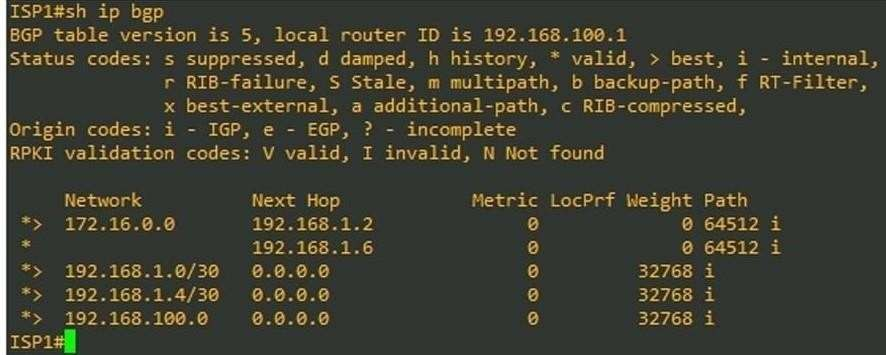 ISP1#sh ip bgp
BGP table version is 5, local router ID is 192.168.100.1
Status codes: s suppressed, d damped, h history, * valid, > best, i - internal,
r RIB-failure, S Stale, m multipath, b backup-path, f RT-Filter,
x best-external, a additional-path, c RIB-compressed,
Origin codes: i - IGP, e - EGP, ? - incomplete
RPKI validation codes: V valid, I invalid, N Not found
Network Next Hop Metric LocPrf Weight Path
*> 172.16.0.0 192.168.1.2 0 0 64512 i
* 192.168.1.6 0 0 64512 i
*> 192.168.1.0/30 0.0.0.0 0 32768 i
*> 192.168.1.4/30 0.0.0.0 0 32768 i
*> 192.168.100.0 0.0.0.0 0 32768 i
ISP1#